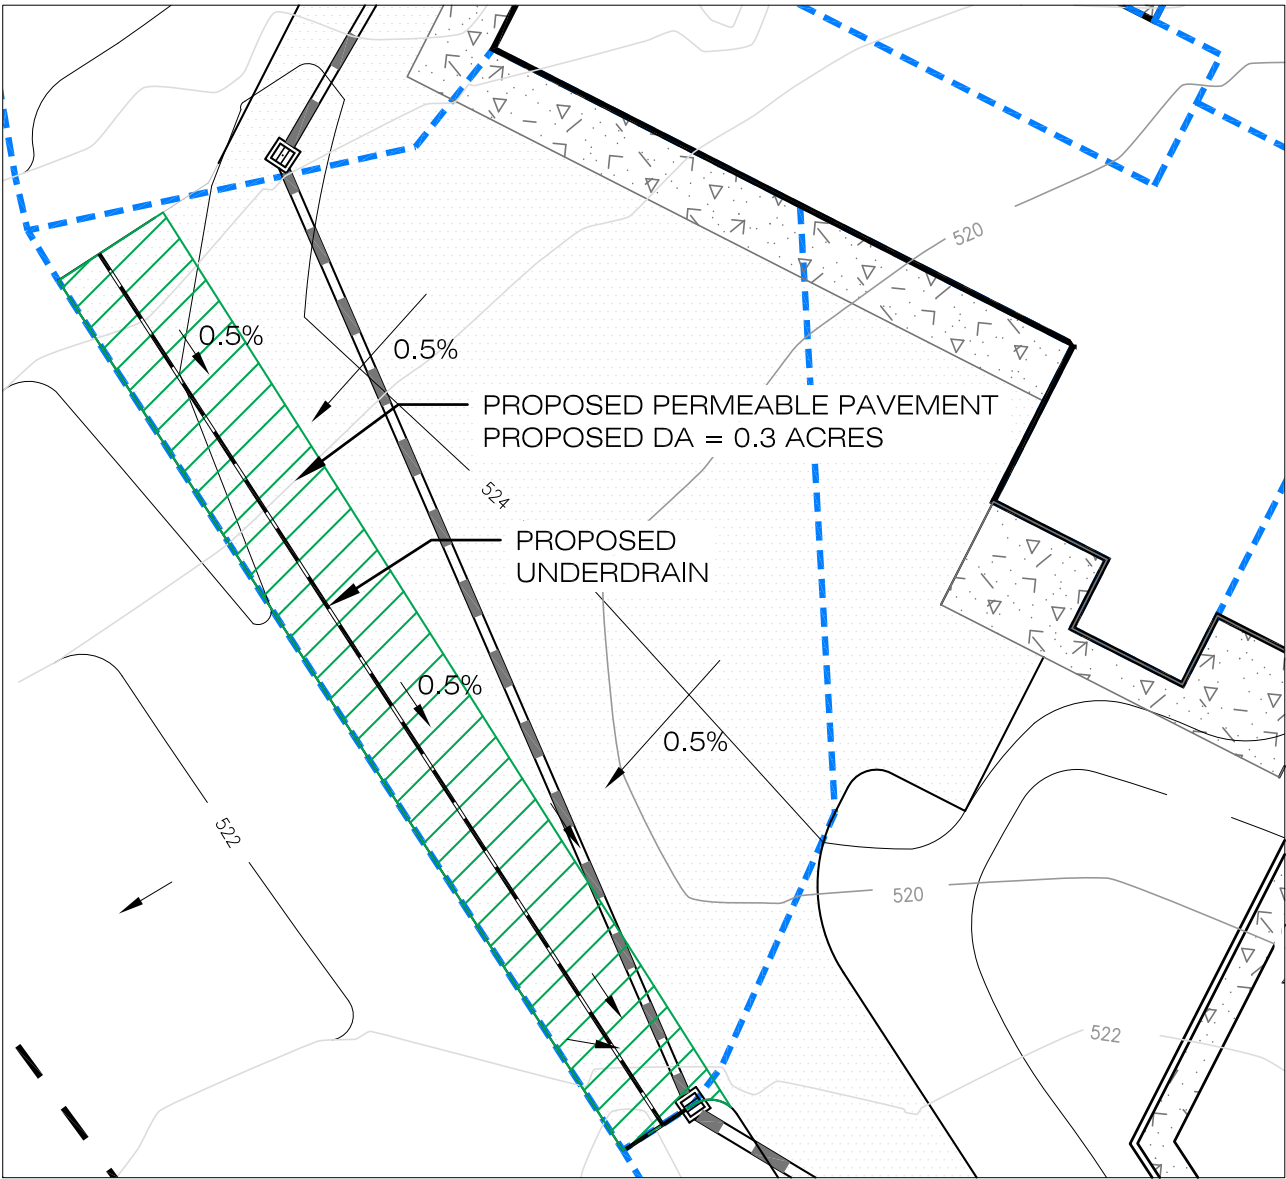 520
0.5%
0.5%
PROPOSED PERMEABLE PAVEMENT
PROPOSED DA = 0.3 ACRES
524
PROPOSED
UNDERDRAIN
0.5%
0.5%
522
520
522